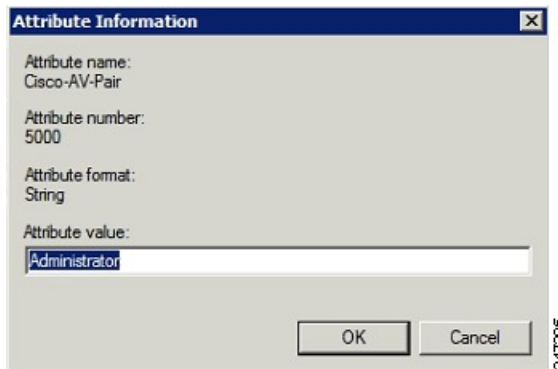 Attribute Information
Attribute name:
Cisco-AV-Pair
Attribute number:
5000
Attribute format:
String
Attribute value:
Administrator
OK
Cancel